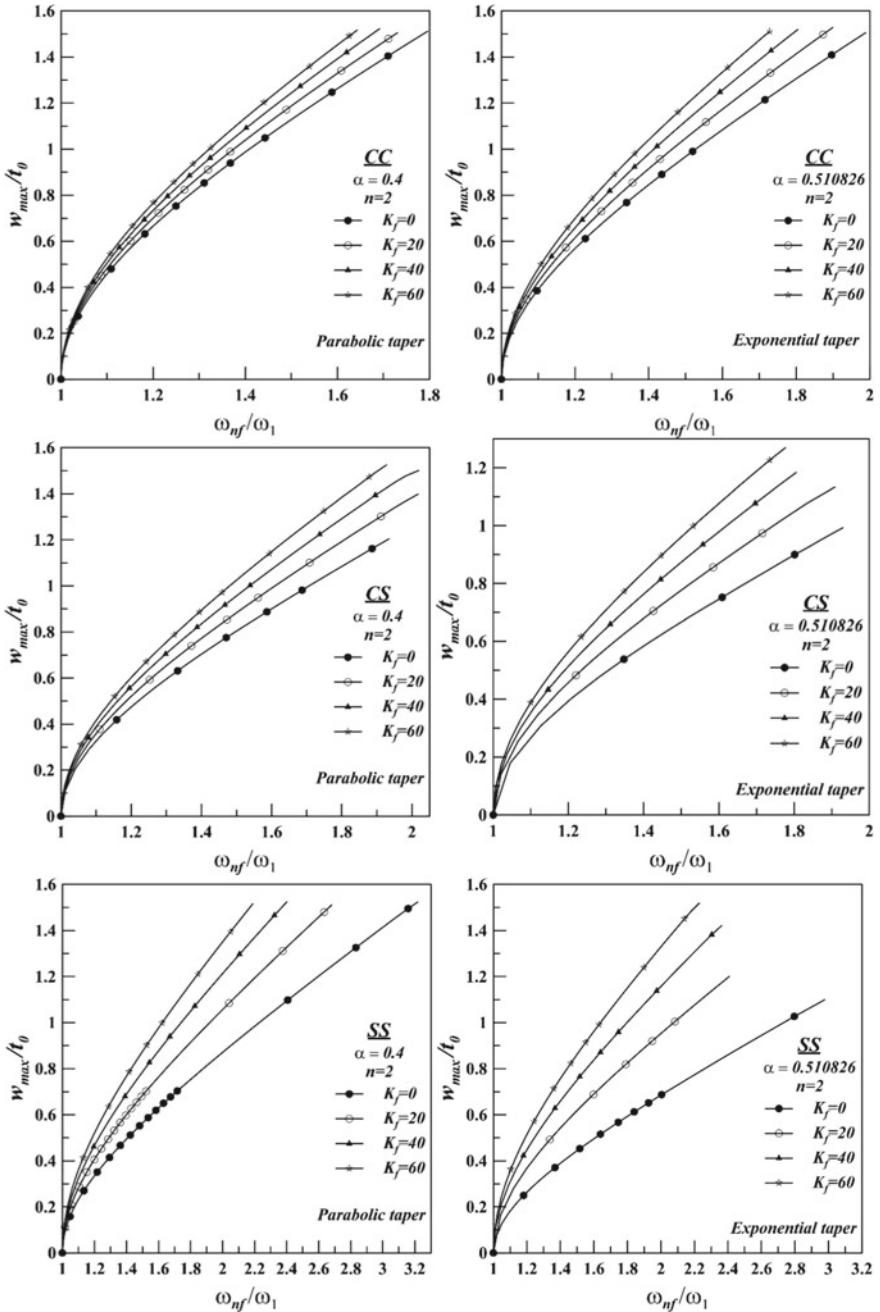 1.6
1.4
1.2
1
0.8
0.6
0.4
0.2
0
w_max/t_0
CC
α = 0.4
n=2
K_f=0
K_f=20
K_f=40
K_f=60
Parabolic taper
1 1.2 1.4 1.6 1.8
ω_nf/ω_1
1.6
1.4
1.2
1
0.8
0.6
0.4
0.2
0
w_max/t_0
CC
α = 0.510826
n=2
K_f=0
K_f=20
K_f=40
K_f=60
Exponential taper
1 1.2 1.4 1.6 1.8 2
ω_nf/ω_1
1.6
1.4
1.2
1
0.8
0.6
0.4
0.2
0
w_max/t_0
CS
α = 0.4
n=2
K_f=0
K_f=20
K_f=40
K_f=60
Parabolic taper
1 1.2 1.4 1.6 1.8 2
ω_nf/ω_1
1.2
1
0.8
0.6
0.4
0.2
0
w_max/t_0
CS
α = 0.510826
n=2
K_f=0
K_f=20
K_f=40
K_f=60
Exponential taper
1 1.2 1.4 1.6 1.8 2
ω_nf/ω_1
1.6
1.4
1.2
1
0.8
0.6
0.4
0.2
0
w_max/t_0
SS
α = 0.4
n=2
K_f=0
K_f=20
K_f=40
K_f=60
Parabolic taper
1 1.2 1.4 1.6 1.8 2 2.2 2.4 2.6 2.8 3 3.2
ω_nf/ω_1
1.6
1.4
1.2
1
0.8
0.6
0.4
0.2
0
w_max/t_0
SS
α = 0.510826
n=2
K_f=0
K_f=20
K_f=40
K_f=60
Exponential taper
1 1.2 1.4 1.6 1.8 2 2.2 2.4 2.6 2.8 3 3.2
ω_nf/ω_1